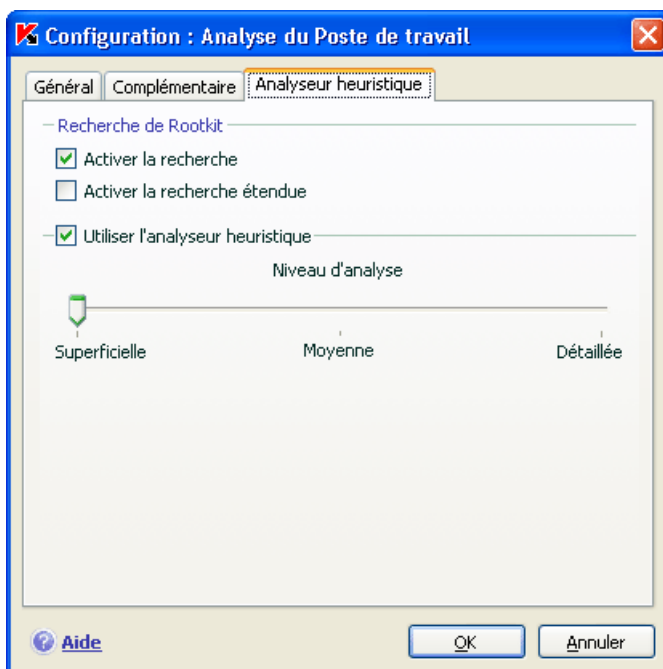 Configuration : Analyse du Poste de travail
Général Complémentaire Analyseur heuristique
Recherche de Rootkit
Activer la recherche
Activer la recherche étendue
Utiliser l'analyseur heuristique
Niveau d'analyse
Superficielle Moyenne Détaillée
Aide OK Annuler